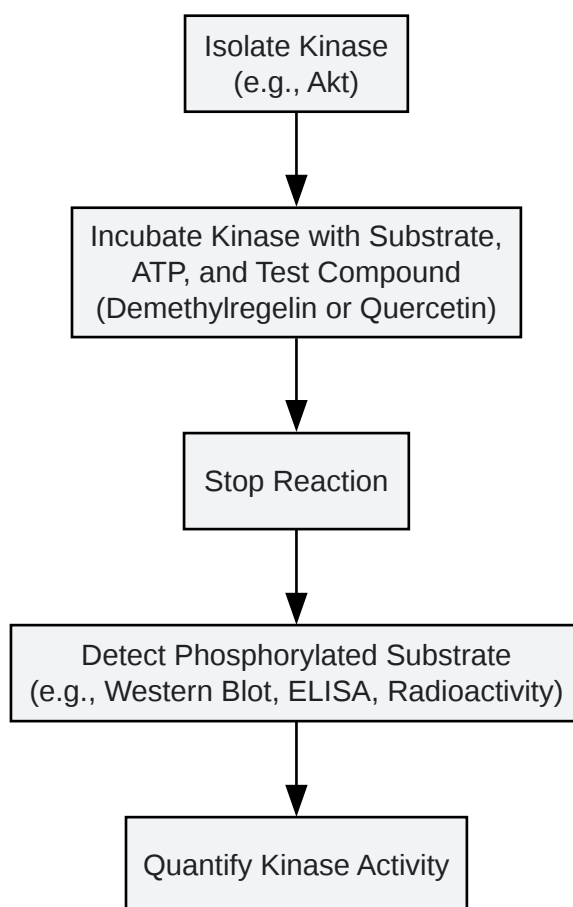 Isolate Kinase
(e.g., Akt)
Incubate Kinase with Substrate,
ATP, and Test Compound
(Demethylregelin or Quercetin)
Stop Reaction
Detect Phosphorylated Substrate
(e.g., Western Blot, ELISA, Radioactivity)
Quantify Kinase Activity